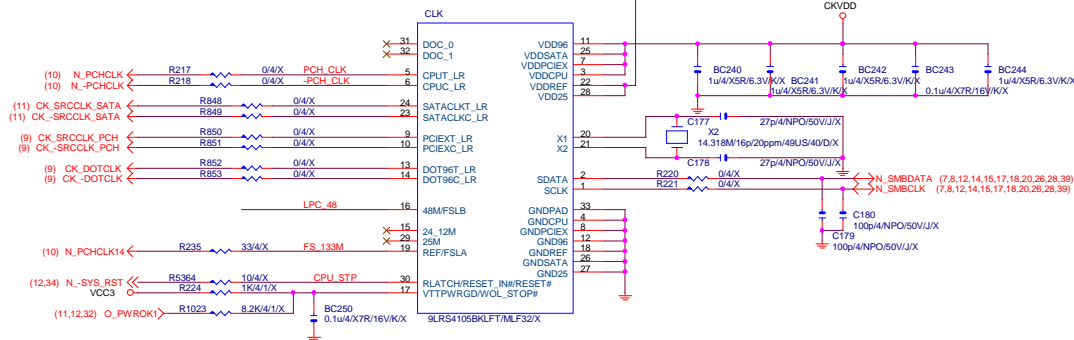 CLK
CKVDD
31 DOC_0
32 DOC_1
VDD96 11
VDDSATA 25
VDDPCIEX 7
VDDCPU 3
VDDREF 22
VDD25 28
(10) N_PCHCLK R217 0/4/X PCH_CLK 5 CPUT_LR
(10) N_-PCHCLK R218 0/4/X -PCH_CLK 6 CPUC_LR
BC240 1u/4/X5R/6.3V/K/X
BC241 1u/4/X5R/6.3V/K/X
BC242 1u/4/X5R/6.3V/K/X
BC243 0.1u/4/X7R/16V/K/X
BC244 1u/4/X5R/6.3V/K/X
(11) CK_SRCCLK_SATA R848 0/4/X 24 SATACLKT_LR
(11) CK_-SRCCLK_SATA R849 0/4/X 23 SATACLKC_LR
(9) CK_SRCCLK_PCH R850 0/4/X 9 PCIEXT_LR
(9) CK_-SRCCLK_PCH R851 0/4/X 10 PCIEXC_LR
X1 20
X2 21
C177 27p/4/NPO/50V/J/X
X2
14.318M/16p/20ppm/49US/40/D/X
C178 27p/4/NPO/50V/J/X
(9) CK_DOTCLK R852 0/4/X 13 DOT96T_LR
(9) CK_-DOTCLK R853 0/4/X 14 DOT96C_LR
SDATA 2 R220 0/4/X N_SMBDATA (7,8,12,14,15,17,18,20,26,28,39)
SCLK 1 R221 0/4/X N_SMBCLK (7,8,12,14,15,17,18,20,26,28,39)
LPC_48 16 48M/FSLB
15 24_12M
29 25M
(10) N_PCHCLK14 R235 33/4/X FS_133M 19 REF/FSLA
GNDPAD 33
GNDCPU 4
GNDPCIEX 8
GND96 12
GNDREF 18
GNDSATA 26
GND25 27
C180
100p/4/NPO/50V/J/X
C179
100p/4/NPO/50V/J/X
(12,34) N_-SYS_RST R5364 10/4/X CPU_STP 30 RLATCH/RESET_IN#/RESET#
VCC3 R224 1K/4/1/X 17 VTTPWRGD/WOL_STOP#
(11,12,32) O_PWROK1 R1023 8.2K/4/1/X
BC250
0.1u/4/X7R/16V/K/X
9LRS4105BKLFT/MLF32/X